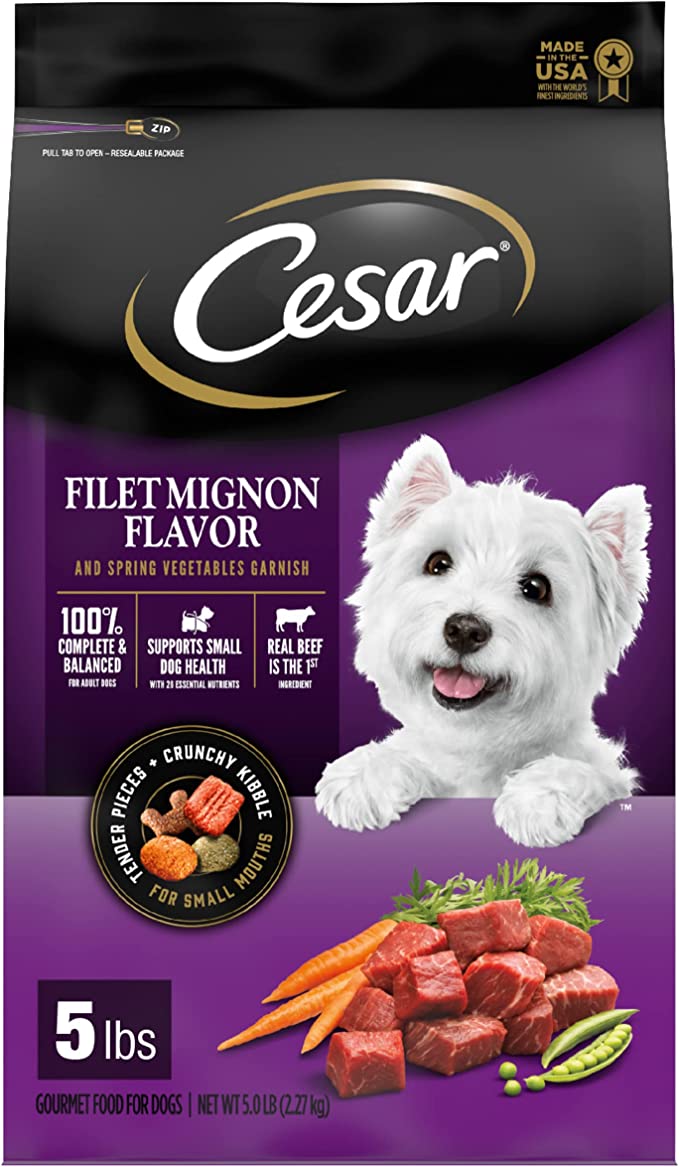 MADE
IN THE
USA
WITH THE WORLD'S
FINEST INGREDIENTS
ZIP
PULL TAB TO OPEN – RESEALABLE PACKAGE
Cesar®
FILET MIGNON
FLAVOR
AND SPRING VEGETABLES GARNISH
100%
COMPLETE &
BALANCED
FOR ADULT DOGS
SUPPORTS SMALL
DOG HEALTH
WITH 26 ESSENTIAL NUTRIENTS
REAL BEEF
IS THE 1ST
INGREDIENT
TENDER PIECES + CRUNCHY KIBBLE
FOR SMALL MOUTHS
TM
5 lbs
GOURMET FOOD FOR DOGS | NET WT 5.0 LB (2.27 kg)